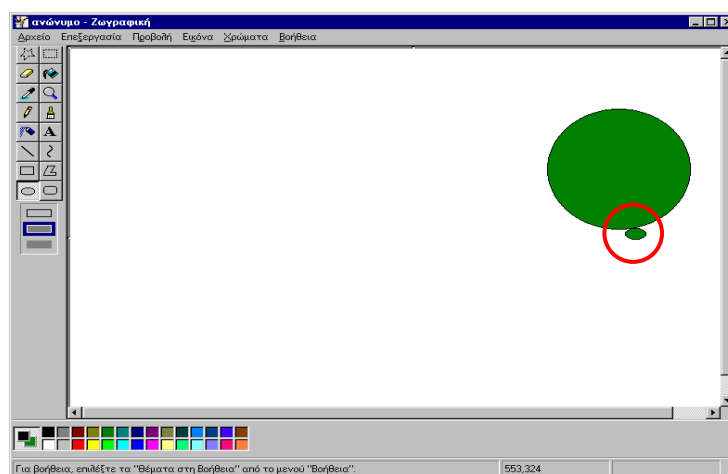 ανώνυμο - Ζωγραφική
Αρχείο Επεξεργασία Προβολή Εικόνα Χρώματα Βοήθεια
A
Για βοήθεια, επιλέξτε τα "Θέματα στη Βοήθεια" από το μενού "Βοήθεια". 553,324